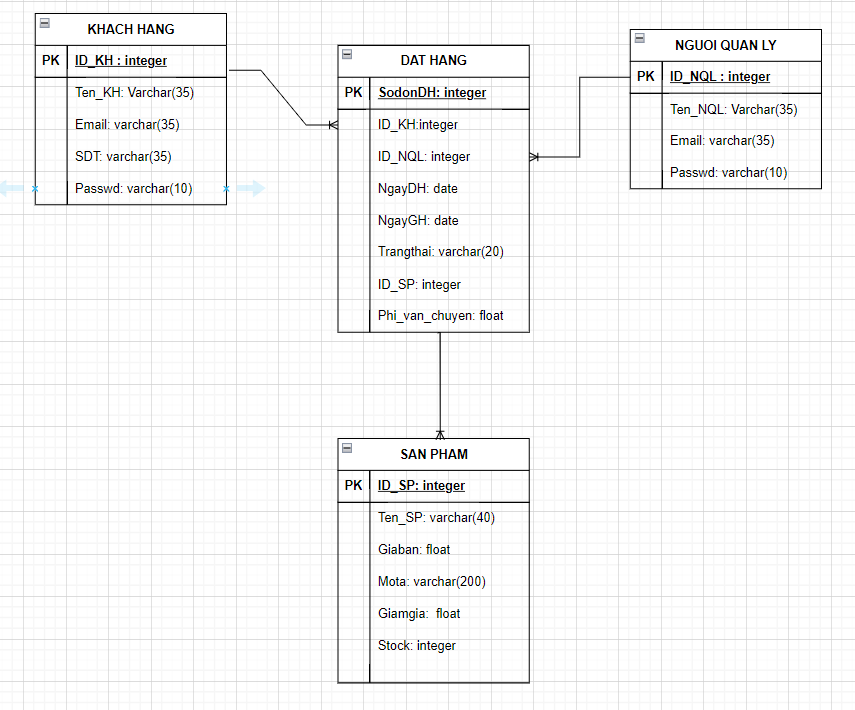 KHACH HANG
PK ID_KH : integer
Ten_KH: Varchar(35)
Email: varchar(35)
SDT: varchar(35)
Passwd: varchar(10)
DAT HANG
PK SodonDH: integer
ID_KH:integer
ID_NQL: integer
NgayDH: date
NgayGH: date
Trangthai: varchar(20)
ID_SP: integer
Phi_van_chuyen: float
NGUOI QUAN LY
PK ID_NQL : integer
Ten_NQL: Varchar(35)
Email: varchar(35)
Passwd: varchar(10)
SAN PHAM
PK ID_SP: integer
Ten_SP: varchar(40)
Giaban: float
Mota: varchar(200)
Giamgia: float
Stock: integer